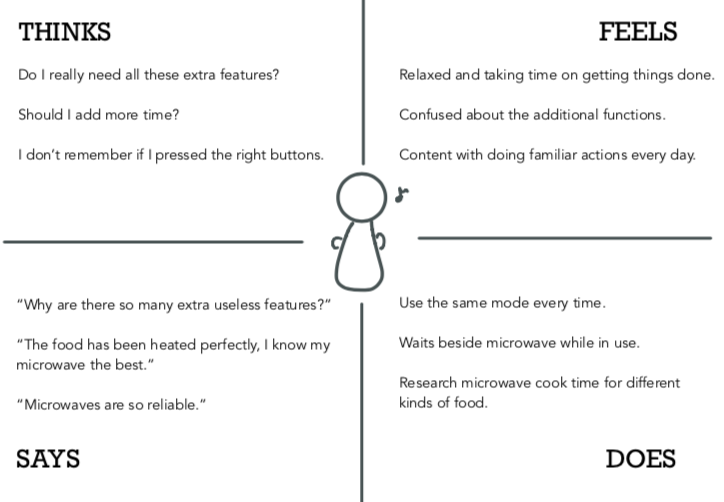 THINKS
Do I really need all these extra features?
Should I add more time?
I don't remember if I pressed the right buttons.
FEELS
Relaxed and taking time on getting things done.
Confused about the additional functions.
Content with doing familiar actions every day.
“Why are there so many extra useless features?”
“The food has been heated perfectly, I know my
microwave the best.”
“Microwaves are so reliable.”
SAYS
Use the same mode every time.
Waits beside microwave while in use.
Research microwave cook time for different
kinds of food.
DOES